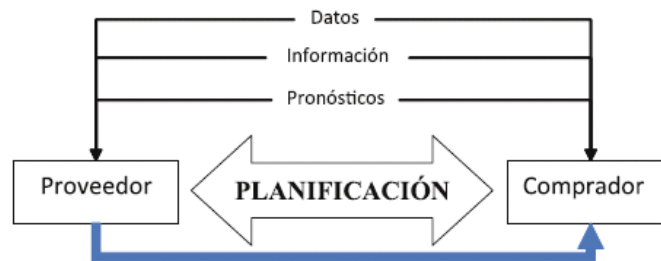 Datos
Información
Pronósticos
Proveedor
PLANIFICACIÓN
Comprador